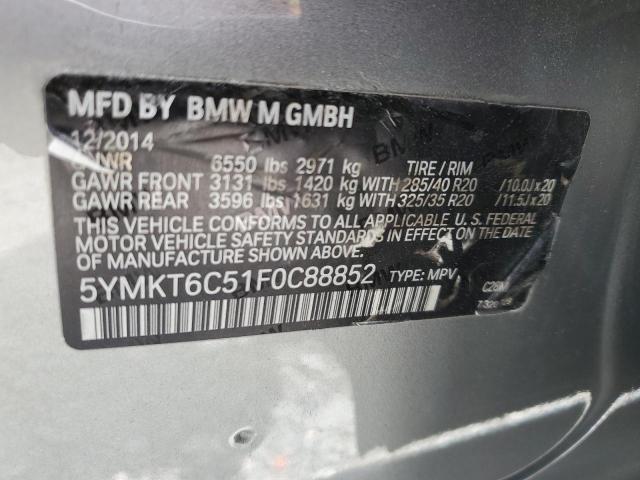 MFD BY BMW M GMBH
12/2014
GVWR 6550 lbs 2971 kg TIRE / RIM
GAWR FRONT 3131 lbs 1420 kg WITH 285/40 R20 /10.0Jx20
GAWR REAR 3596 lbs 1631 kg WITH 325/35 R20 /11.5Jx20
THIS VEHICLE CONFORMS TO ALL APPLICABLE U.S. FEDERAL
MOTOR VEHICLE SAFETY STANDARDS IN EFFECT ON THE DATE OF
MANUFACTURE SHOWN ABOVE.
5YMKT6C51F0C88852 TYPE: MPV